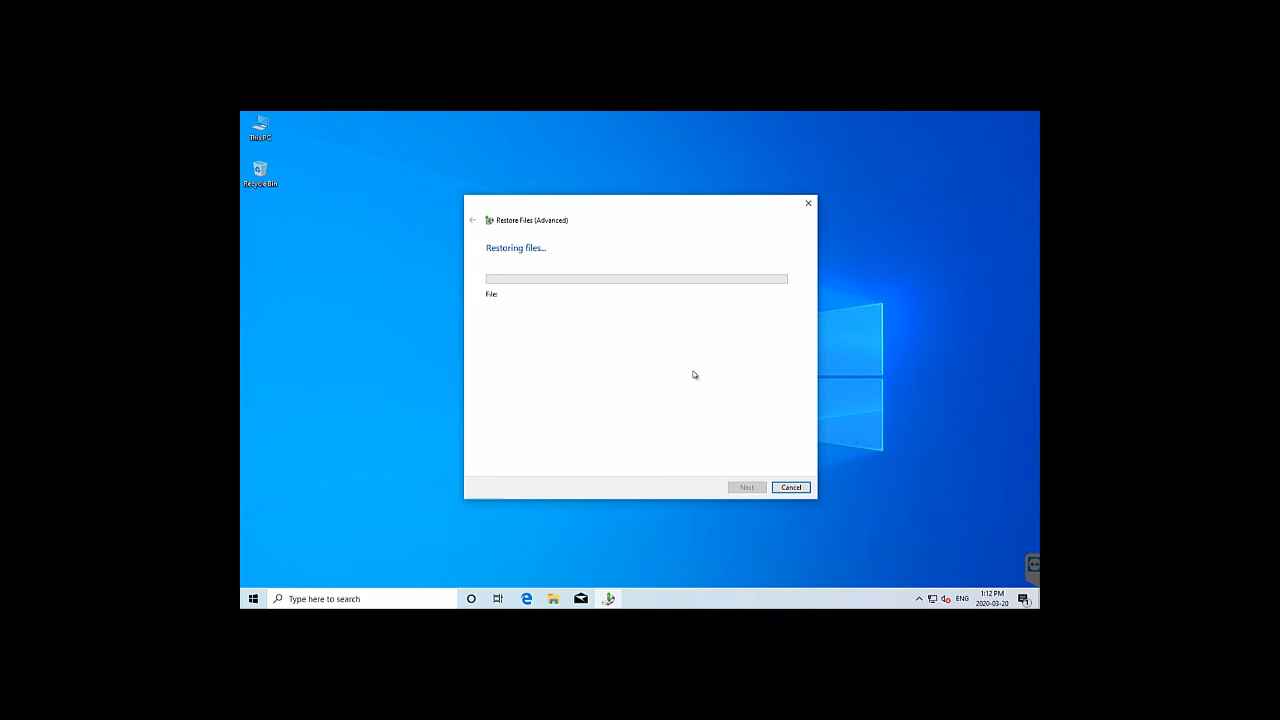 This PC
Recycle Bin
Restore Files (Advanced)
Restoring files...
File:
Next
Cancel
Type here to search
ENG
1:12 PM
2020-03-20
1